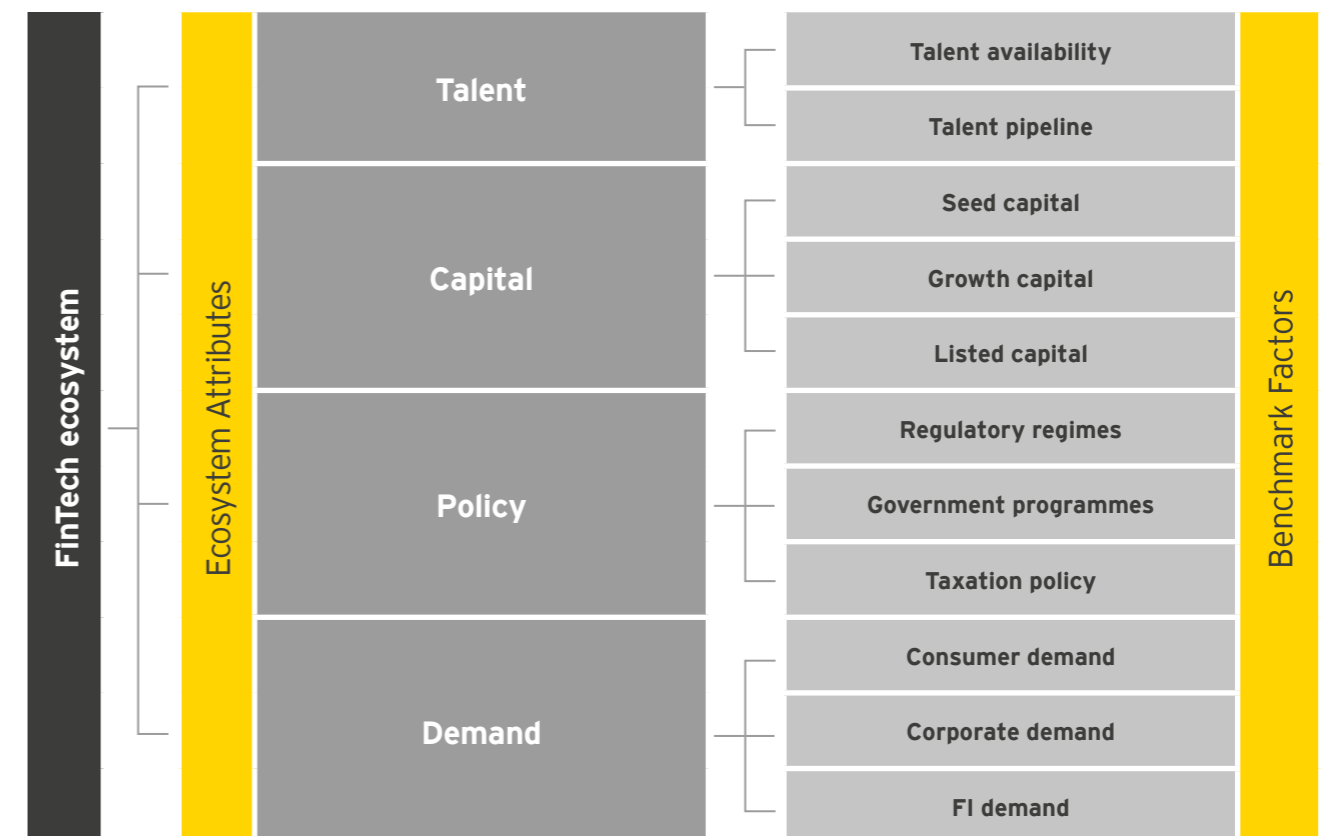 FinTech ecosystem
Ecosystem Attributes
Talent
Talent availability
Talent pipeline
Capital
Seed capital
Growth capital
Listed capital
Policy
Regulatory regimes
Government programmes
Taxation policy
Demand
Consumer demand
Corporate demand
FI demand
Benchmark Factors